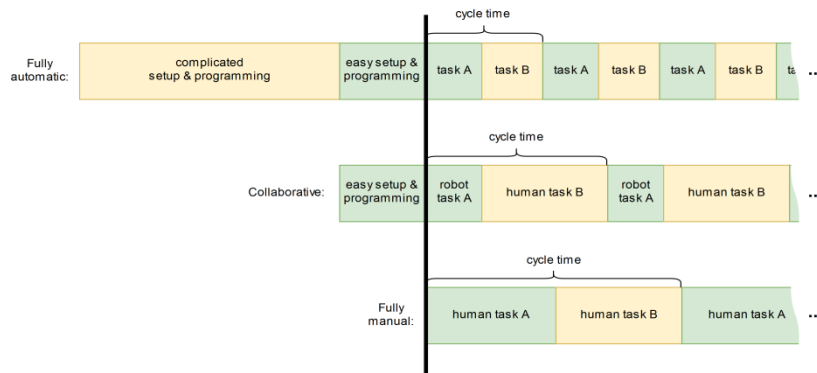 cycle time
Fully
automatic:
complicated
setup & programming
easy setup &
programming
task A
task B
task A
task B
task A
task B
..
cycle time
Collaborative:
easy setup &
programming
robot
task A
human task B
robot
task A
human task B
..
cycle time
Fully
manual:
human task A
human task B
human task A
..